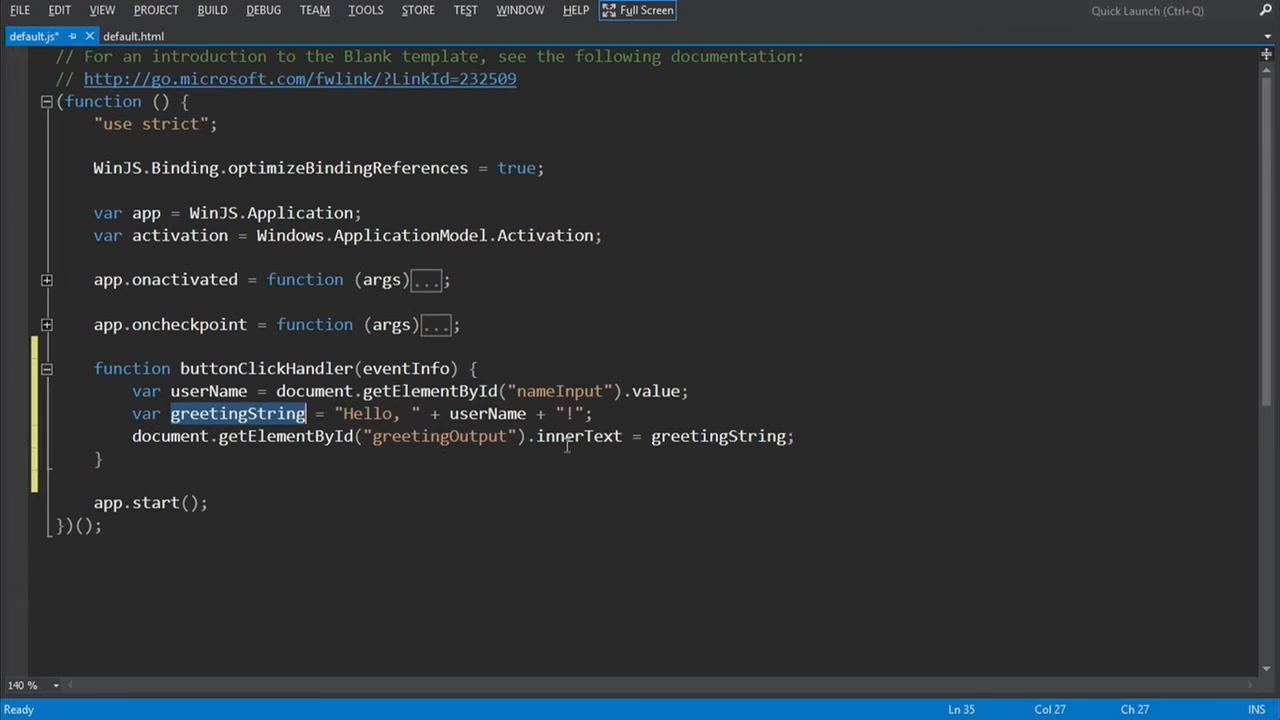 FILE EDIT VIEW PROJECT BUILD DEBUG TEAM TOOLS STORE TEST WINDOW HELP Full Screen Quick Launch (Ctrl+Q)
default.js* default.html
// For an introduction to the Blank template, see the following documentation:
// http://go.microsoft.com/fwlink/?LinkId=232509
(function () {
"use strict";
WinJS.Binding.optimizeBindingReferences = true;
var app = WinJS.Application;
var activation = Windows.ApplicationModel.Activation;
app.onactivated = function (args)...;
app.oncheckpoint = function (args)...;
function buttonClickHandler(eventInfo) {
var userName = document.getElementById("nameInput").value;
var greetingString = "Hello, " + userName + "!";
document.getElementById("greetingOutput").innerText = greetingString;
}
app.start();
})();
140 %
Ready Ln 35 Col 27 Ch 27 INS